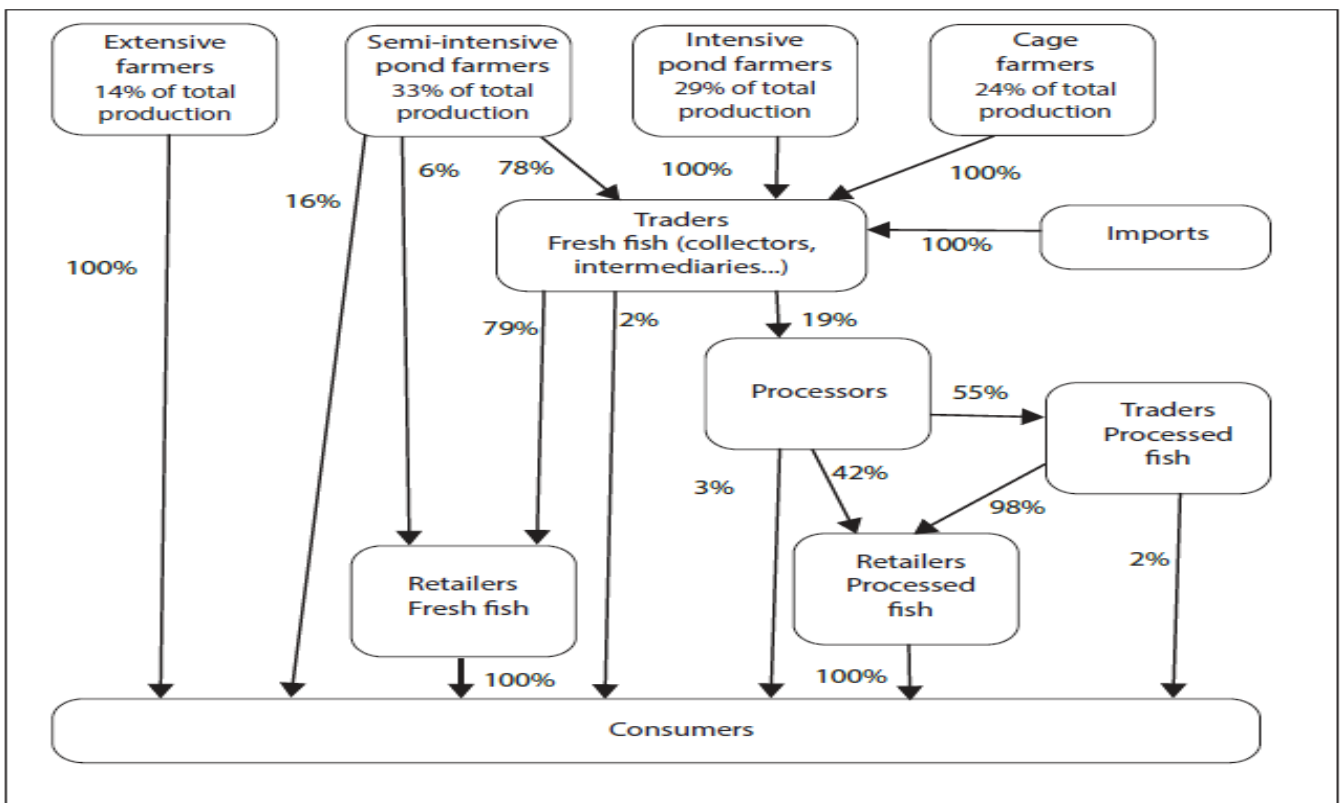 Extensive
farmers
14% of total
production
Semi-intensive
pond farmers
33% of total
production
Intensive
pond farmers
29% of total
production
Cage
farmers
24% of total
production
6%
78%
100%
100%
16%
Traders
Fresh fish (collectors,
intermediaries...)
100%
Imports
100%
79%
2%
19%
Processors
55%
Traders
Processed
fish
3%
42%
98%
2%
Retailers
Fresh fish
Retailers
Processed
fish
100%
100%
Consumers